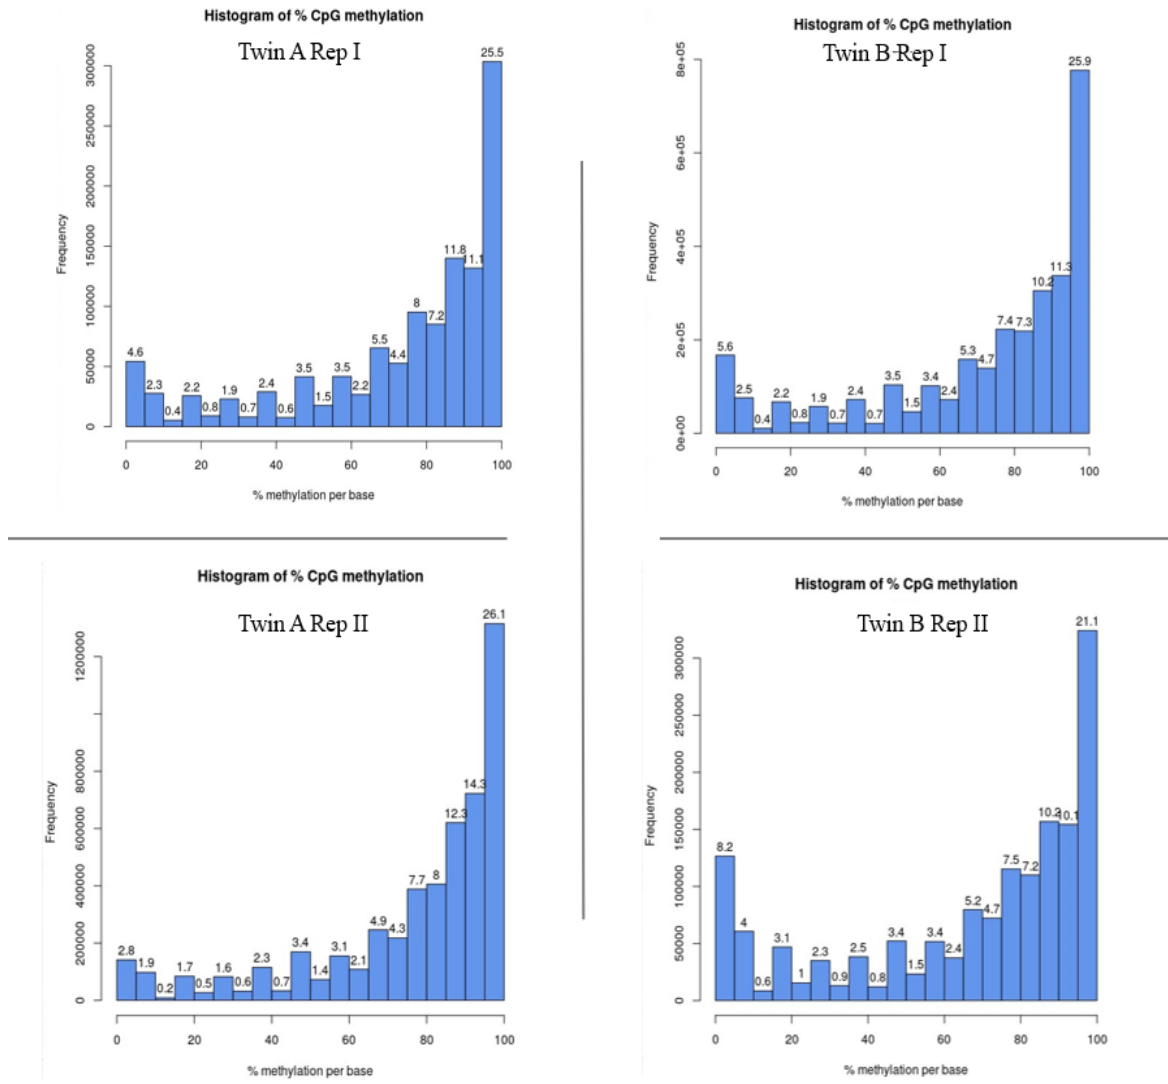 Histogram of % CpG methylation
Twin A Rep I
Frequency
300000
250000
200000
150000
100000
50000
0
4.6 2.3 0.4 2.2 0.8 1.9 0.7 2.4 0.6 3.5 1.5 3.5 2.2 5.5 4.4 8 7.2 11.8 11.1 25.5
0 20 40 60 80 100
% methylation per base
Histogram of % CpG methylation
Twin B Rep I
Frequency
8e+05
6e+05
4e+05
2e+05
0e+00
5.6 2.5 0.4 2.2 0.8 1.9 0.7 2.4 0.7 3.5 1.5 3.4 2.4 5.3 4.7 7.4 7.3 10.2 11.3 25.9
0 20 40 60 80 100
% methylation per base
Histogram of % CpG methylation
Twin A Rep II
Frequency
1200000
800000
600000
400000
200000
0
2.8 1.9 0.2 1.7 0.5 1.6 0.6 2.3 0.7 3.4 1.4 3.1 2.1 4.9 4.3 7.7 8 12.3 14.3 26.1
0 20 40 60 80 100
% methylation per base
Histogram of % CpG methylation
Twin B Rep II
Frequency
300000
250000
200000
150000
100000
50000
0
8.2 4 0.6 3.1 1 2.3 0.9 2.5 0.8 3.4 1.5 3.4 2.4 5.2 4.7 7.5 7.2 10.2 10.1 21.1
0 20 40 60 80 100
% methylation per base